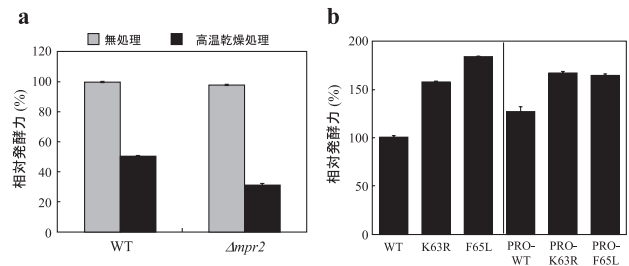 a
無処理
高温乾燥処理
相対発酵力 (%)
120
100
80
60
40
20
0
WT
Δmpr2
b
相対発酵力 (%)
200
150
100
50
0
WT
K63R
F65L
PRO-
WT
PRO-
K63R
PRO-
F65L